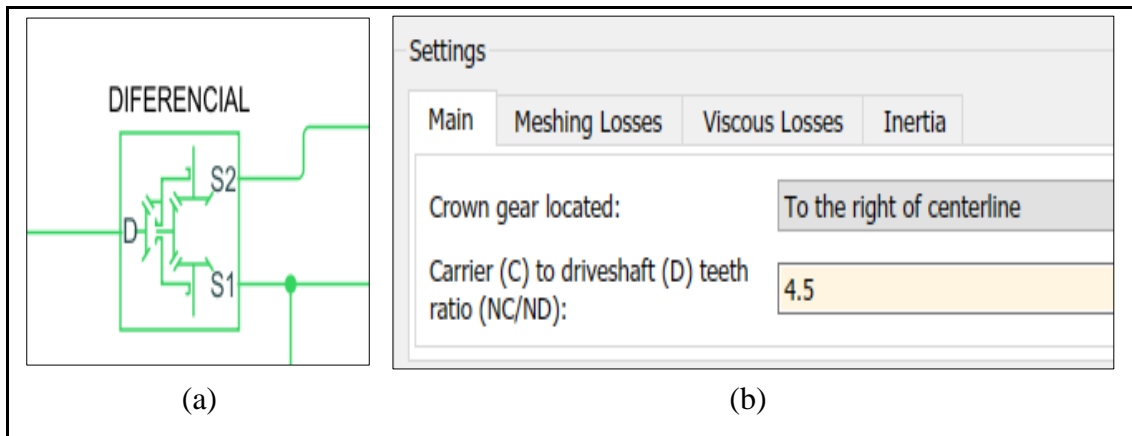 DIFERENCIAL
S2
D
S1
(a)
Settings
Main Meshing Losses Viscous Losses Inertia
Crown gear located: To the right of centerline
Carrier (C) to driveshaft (D) teeth 4.5
ratio (NC/ND):
(b)